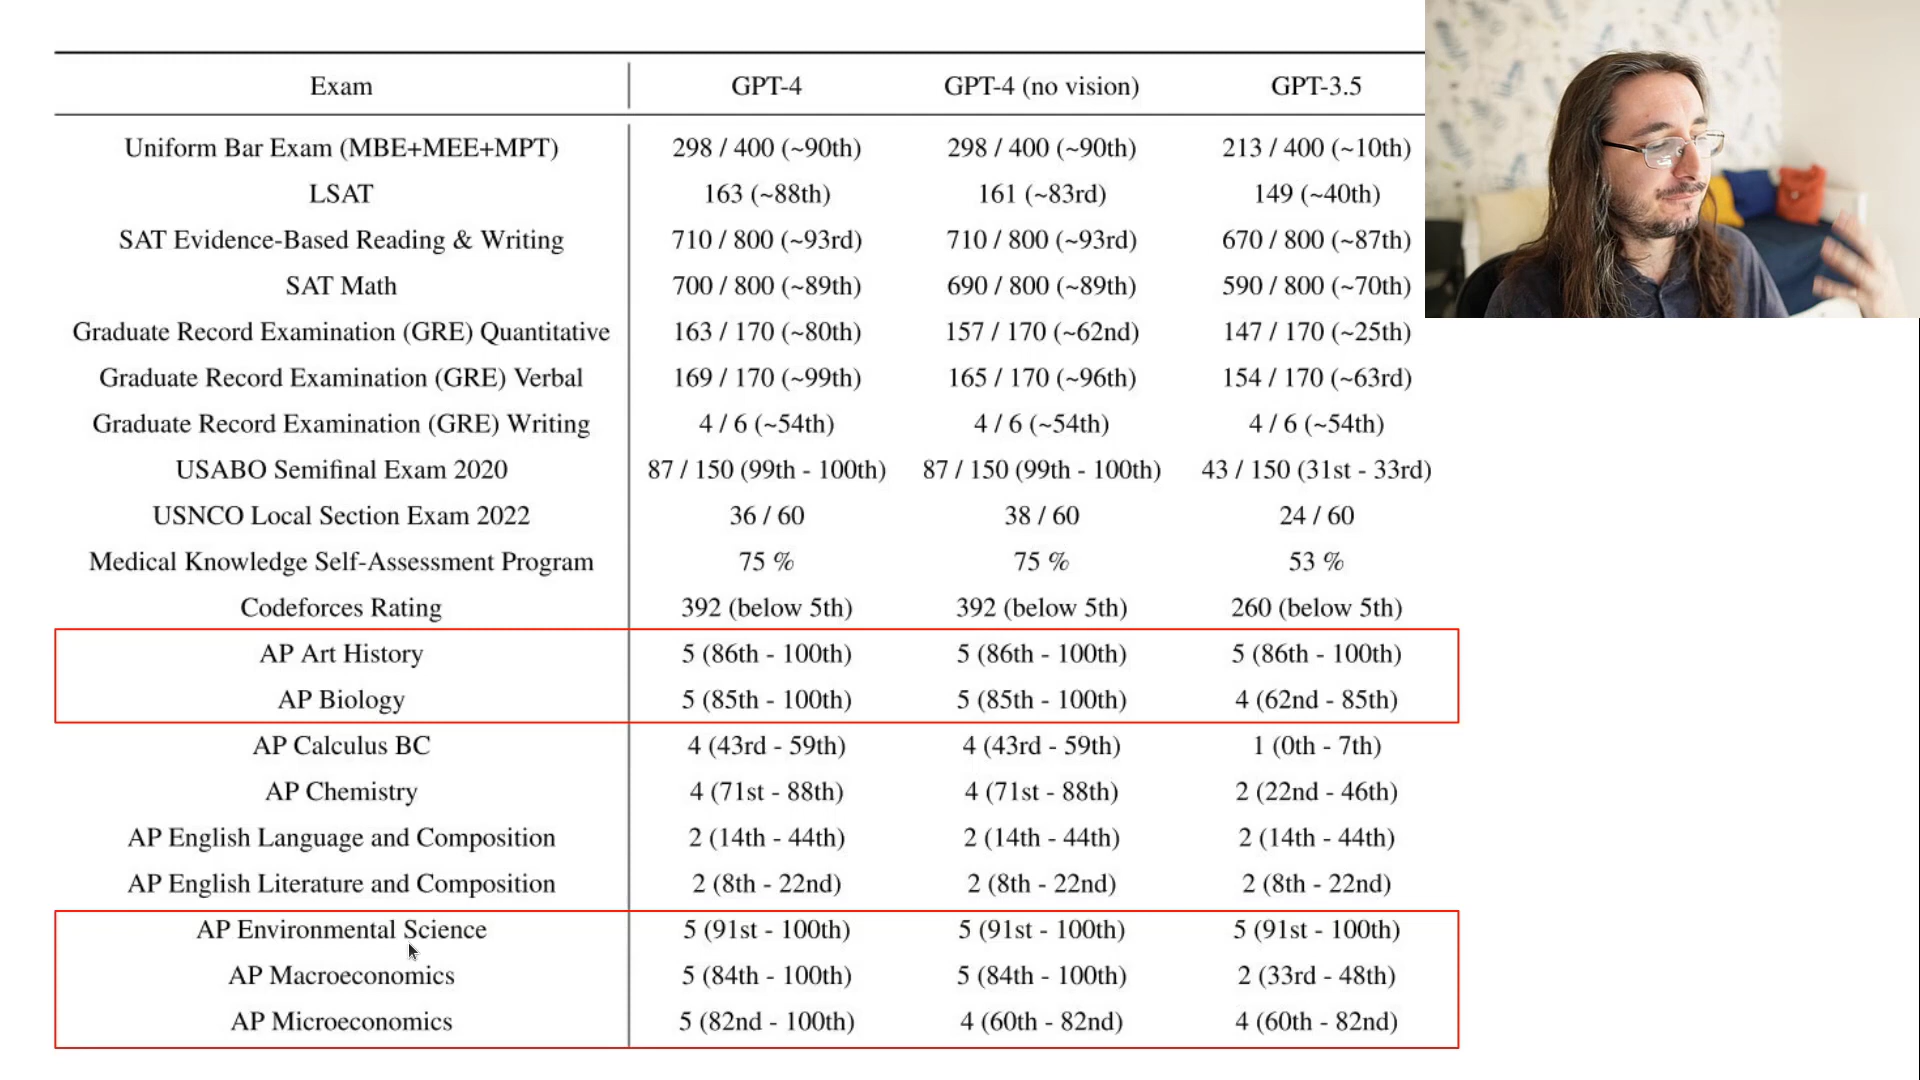 Exam GPT-4 GPT-4 (no vision) GPT-3.5
Uniform Bar Exam (MBE+MEE+MPT) 298 / 400 (~90th) 298 / 400 (~90th) 213 / 400 (~10th)
LSAT 163 (~88th) 161 (~83rd) 149 (~40th)
SAT Evidence-Based Reading & Writing 710 / 800 (~93rd) 710 / 800 (~93rd) 670 / 800 (~87th)
SAT Math 700 / 800 (~89th) 690 / 800 (~89th) 590 / 800 (~70th)
Graduate Record Examination (GRE) Quantitative 163 / 170 (~80th) 157 / 170 (~62nd) 147 / 170 (~25th)
Graduate Record Examination (GRE) Verbal 169 / 170 (~99th) 165 / 170 (~96th) 154 / 170 (~63rd)
Graduate Record Examination (GRE) Writing 4 / 6 (~54th) 4 / 6 (~54th) 4 / 6 (~54th)
USABO Semifinal Exam 2020 87 / 150 (99th - 100th) 87 / 150 (99th - 100th) 43 / 150 (31st - 33rd)
USNCO Local Section Exam 2022 36 / 60 38 / 60 24 / 60
Medical Knowledge Self-Assessment Program 75 % 75 % 53 %
Codeforces Rating 392 (below 5th) 392 (below 5th) 260 (below 5th)
AP Art History 5 (86th - 100th) 5 (86th - 100th) 5 (86th - 100th)
AP Biology 5 (85th - 100th) 5 (85th - 100th) 4 (62nd - 85th)
AP Calculus BC 4 (43rd - 59th) 4 (43rd - 59th) 1 (0th - 7th)
AP Chemistry 4 (71st - 88th) 4 (71st - 88th) 2 (22nd - 46th)
AP English Language and Composition 2 (14th - 44th) 2 (14th - 44th) 2 (14th - 44th)
AP English Literature and Composition 2 (8th - 22nd) 2 (8th - 22nd) 2 (8th - 22nd)
AP Environmental Science 5 (91st - 100th) 5 (91st - 100th) 5 (91st - 100th)
AP Macroeconomics 5 (84th - 100th) 5 (84th - 100th) 2 (33rd - 48th)
AP Microeconomics 5 (82nd - 100th) 4 (60th - 82nd) 4 (60th - 82nd)